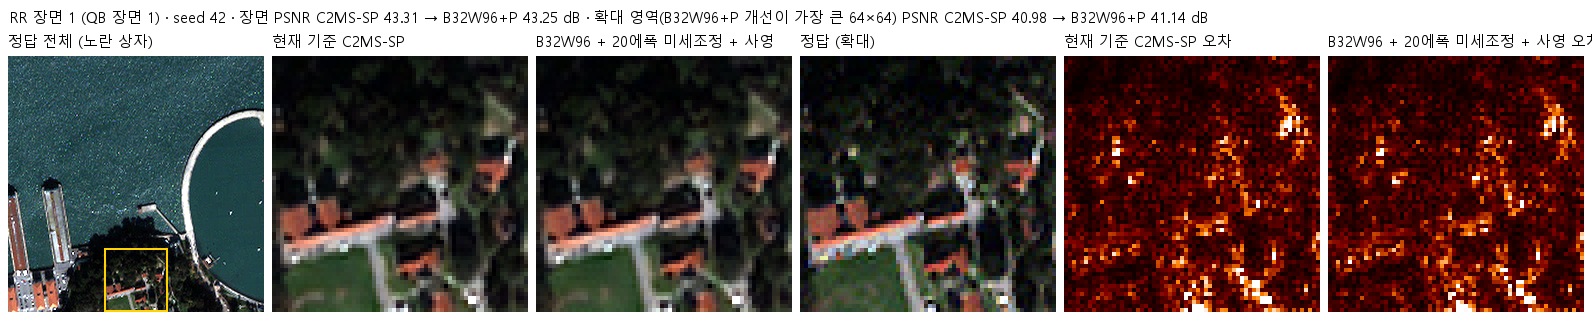 RR 장면 1 (QB 장면 1) · seed 42 · 장면 PSNR C2MS-SP 43.31 → B32W96+P 43.25 dB · 확대 영역(B32W96+P 개선이 가장 큰 64×64) PSNR C2MS-SP 40.98 → B32W96+P 41.14 dB
정답 전체 (노란 상자) 현재 기준 C2MS-SP B32W96 + 20에폭 미세조정 + 사영 정답 (확대) 현재 기준 C2MS-SP 오차 B32W96 + 20에폭 미세조정 + 사영 오차